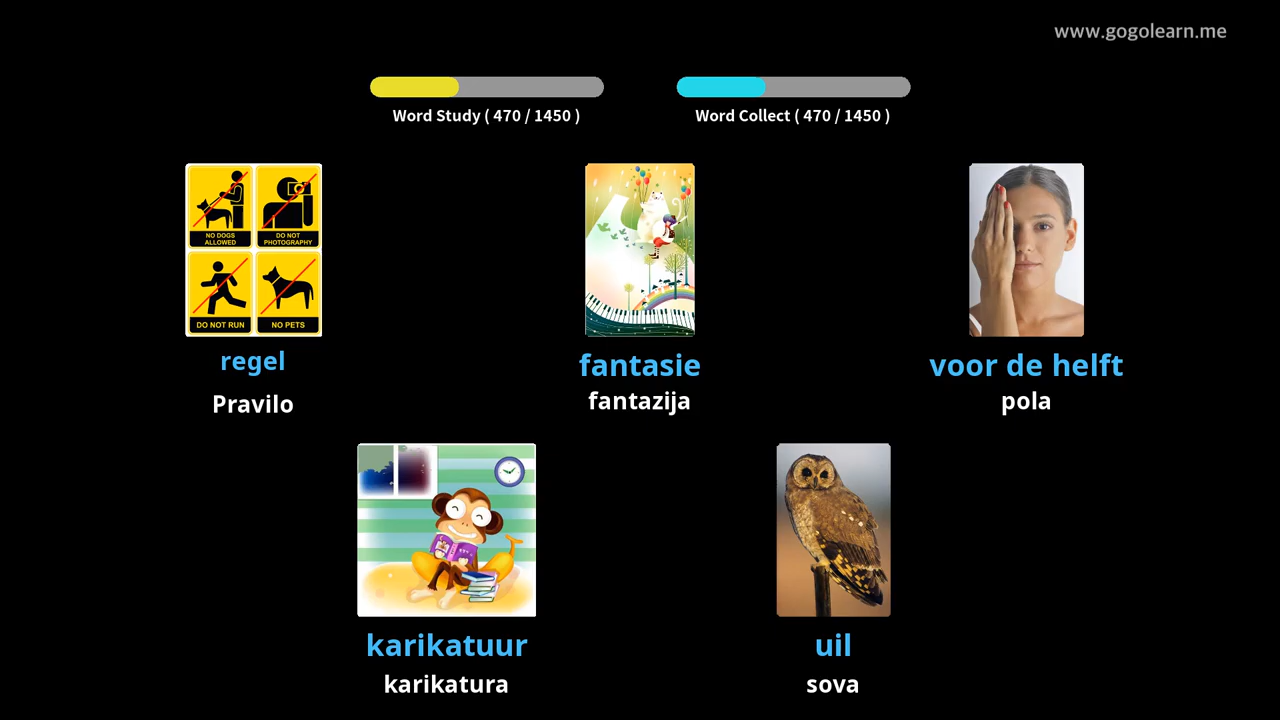 www.gogolearn.me
Word Study ( 470 / 1450 )
Word Collect ( 470 / 1450 )
NO DOGS
ALLOWED
DO NOT
PHOTOGRAPHY
DO NOT RUN
NO PETS
regel
fantasie
voor de helft
Pravilo
fantazija
pola
karikatuur
uil
karikatura
sova